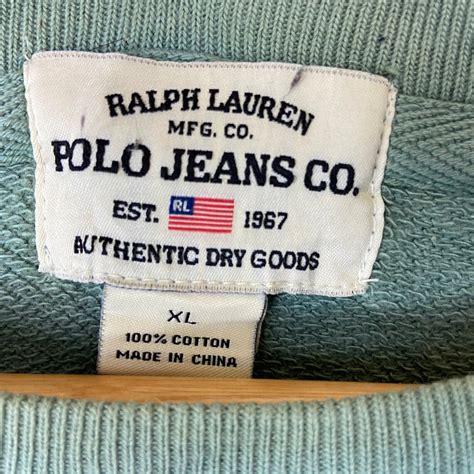 RALPH LAUREN
MFG. CO.
POLO JEANS CO.
EST. RL 1967
AUTHENTIC DRY GOODS
XL
100% COTTON
MADE IN CHINA